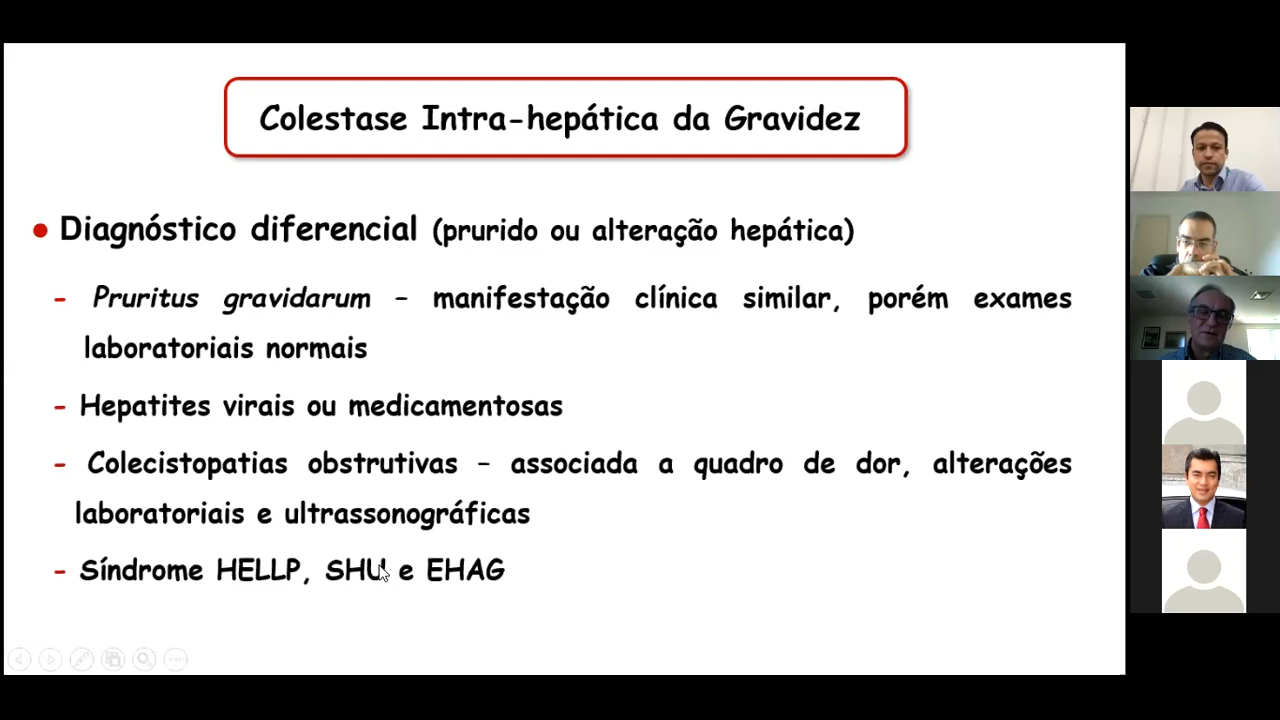 Colestase Intra-hepática da Gravidez
• Diagnóstico diferencial (prurido ou alteração hepática)
- Pruritus gravidarum – manifestação clínica similar, porém exames
laboratoriais normais
- Hepatites virais ou medicamentosas
- Colecistopatias obstrutivas – associada a quadro de dor, alterações
laboratoriais e ultrassonográficas
- Síndrome HELLP, SHU e EHAG